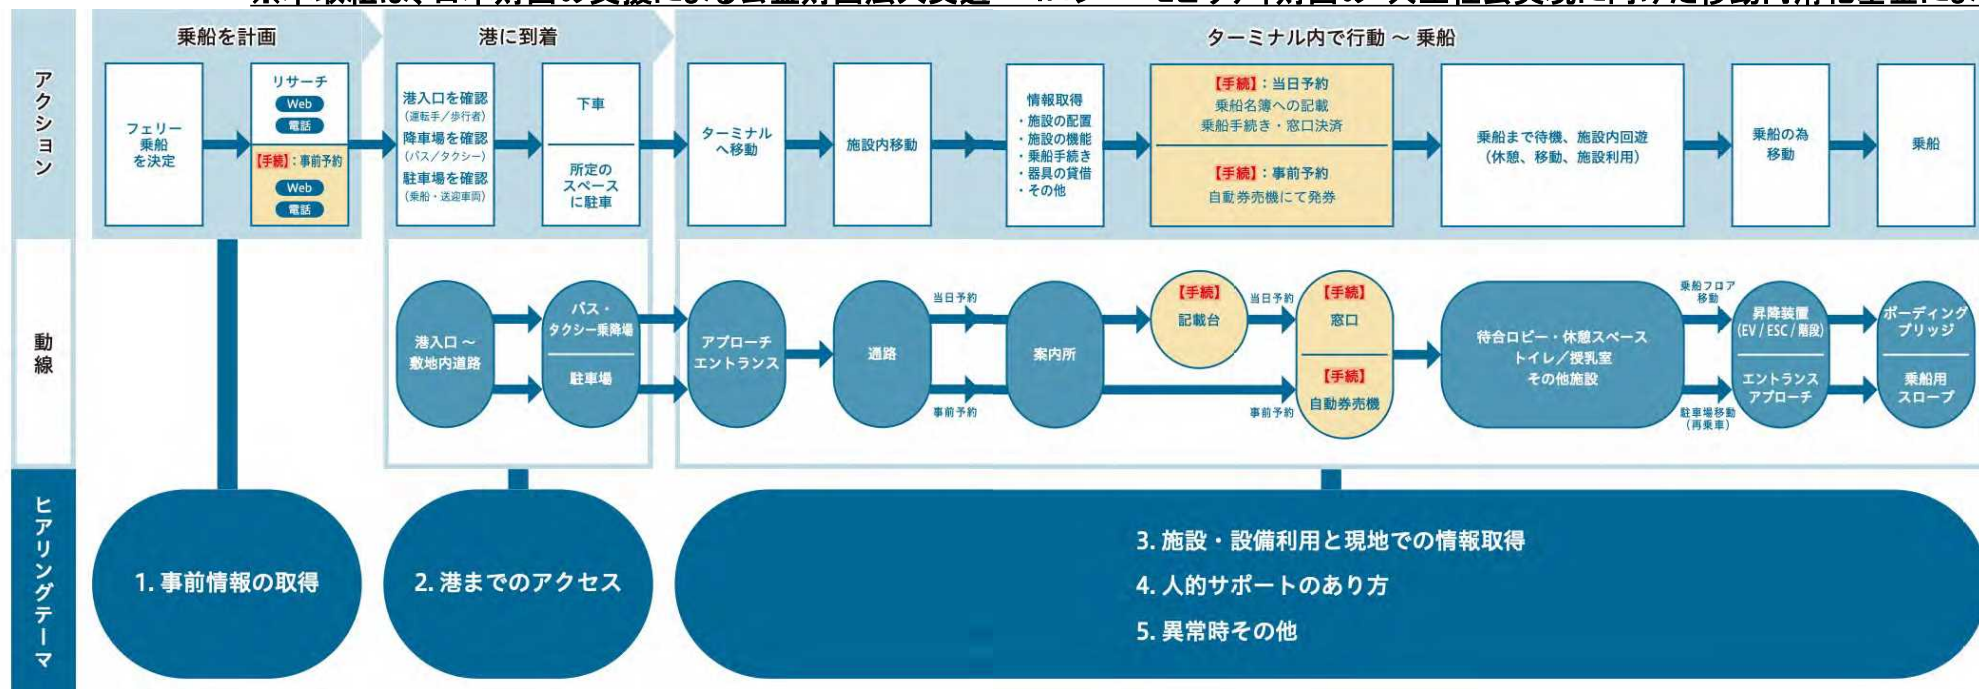 乗船を計画
港に到着
ターミナル内で行動 ～ 乗船
アクション
フェリー
乗船
を決定
リサーチ
Web
電話
【手続】：事前予約
Web
電話
港入口を確認
（運転手／歩行者）
降車場を確認
（バス／タクシー）
駐車場を確認
（乗船・送迎車両）
下車
所定の
スペース
に駐車
ターミナル
へ移動
施設内移動
情報取得
・施設の配置
・施設の機能
・乗船手続き
・器具の貸借
・その他
【手続】：当日予約
乗船名簿への記載
乗船手続き・窓口決済
【手続】：事前予約
自動券売機にて発券
乗船まで待機、施設内回遊
（休憩、移動、施設利用）
乗船の為
移動
乗船
動線
港入口～
敷地内道路
バス・
タクシー乗降場
駐車場
アプローチ
エントランス
通路
当日予約
事前予約
案内所
【手続】
記載台
当日予約
事前予約
【手続】
窓口
【手続】
自動券売機
待合ロビー・休憩スペース
トイレ／授乳室
その他施設
乗船フロア
移動
駐車場移動
（再乗車）
昇降装置
（EV / ESC / 階段）
エントランス
アプローチ
ボーディング
ブリッジ
乗船用
スロープ
ヒアリングテーマ
1. 事前情報の取得
2. 港までのアクセス
3. 施設・設備利用と現地での情報取得
4. 人的サポートのあり方
5. 異常時その他